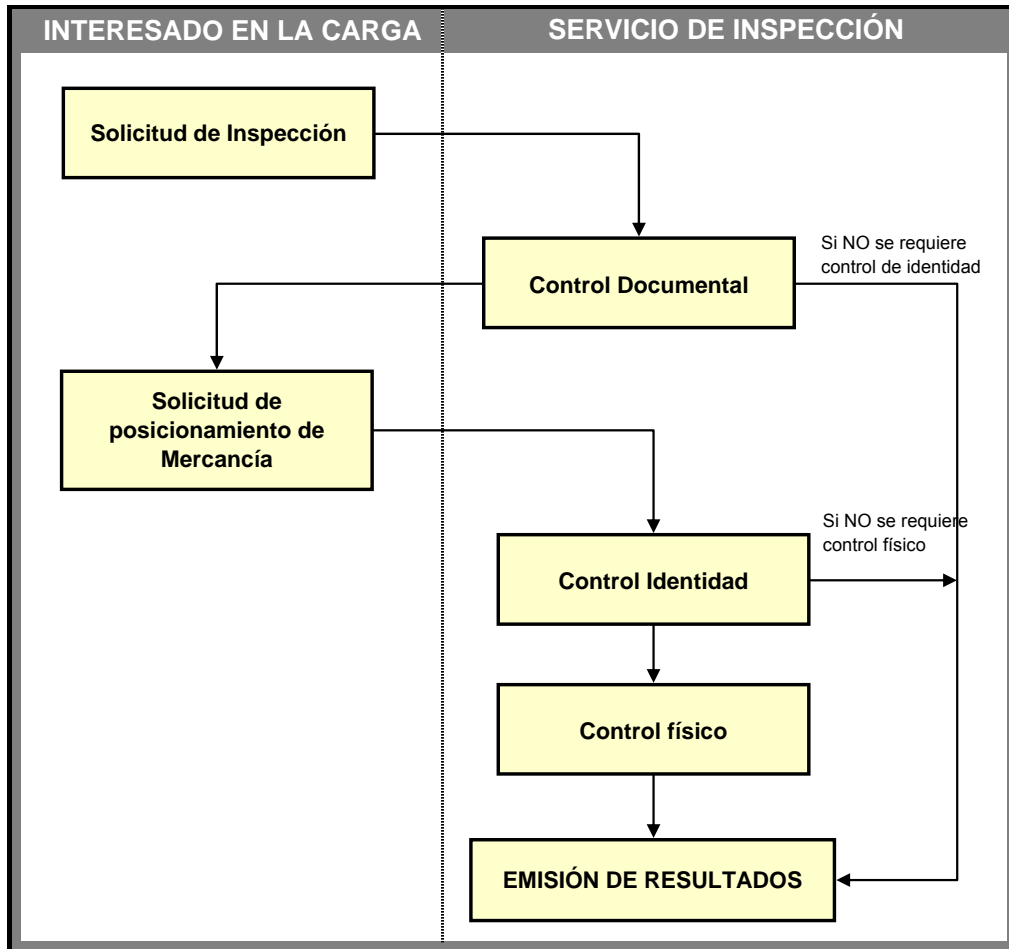 INTERESADO EN LA CARGA
SERVICIO DE INSPECCIÓN
Solicitud de Inspección
Si NO se requiere
control de identidad
Control Documental
Solicitud de
posicionamiento de
Mercancía
Si NO se requiere
control físico
Control Identidad
Control físico
EMISIÓN DE RESULTADOS